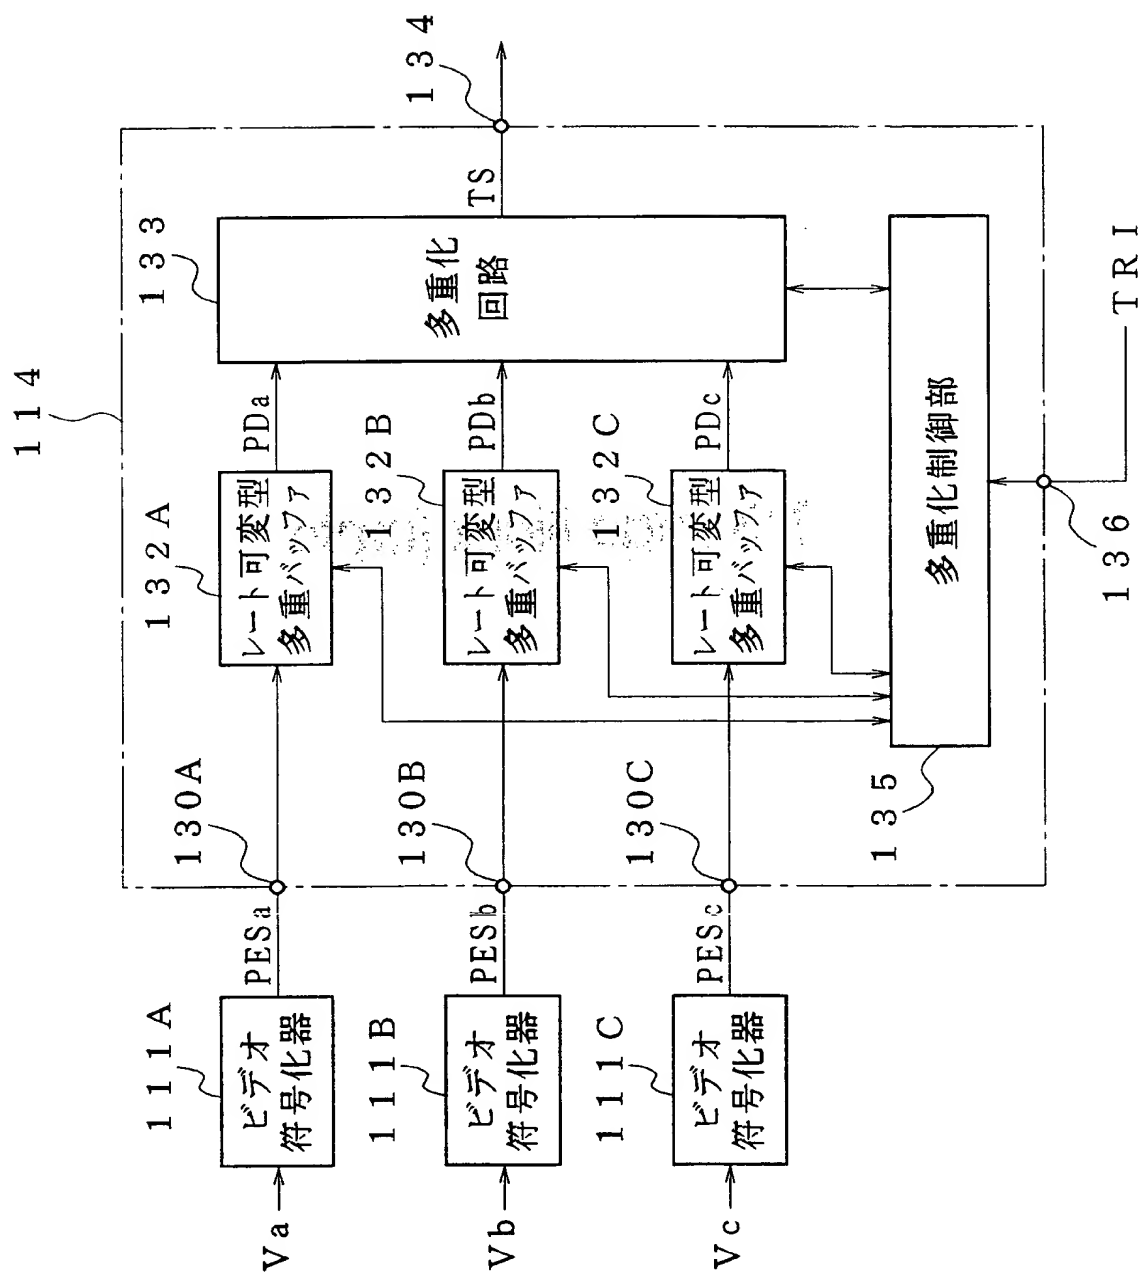 １１４
１３３
１３４
１３２Ａ
PDa
レート可変型
多重バッファ
１３０Ａ
PESa
１１１Ａ
ビデオ
符号化器
Va
TS
多重化
回路
１３２Ｂ
PDb
レート可変型
多重バッファ
１３０Ｂ
PESb
１１１Ｂ
ビデオ
符号化器
Vb
１３２Ｃ
PDc
レート可変型
多重バッファ
１３０Ｃ
PESc
１１１Ｃ
ビデオ
符号化器
Vc
多重化制御部
１３５
１３６
ＴＲＩ